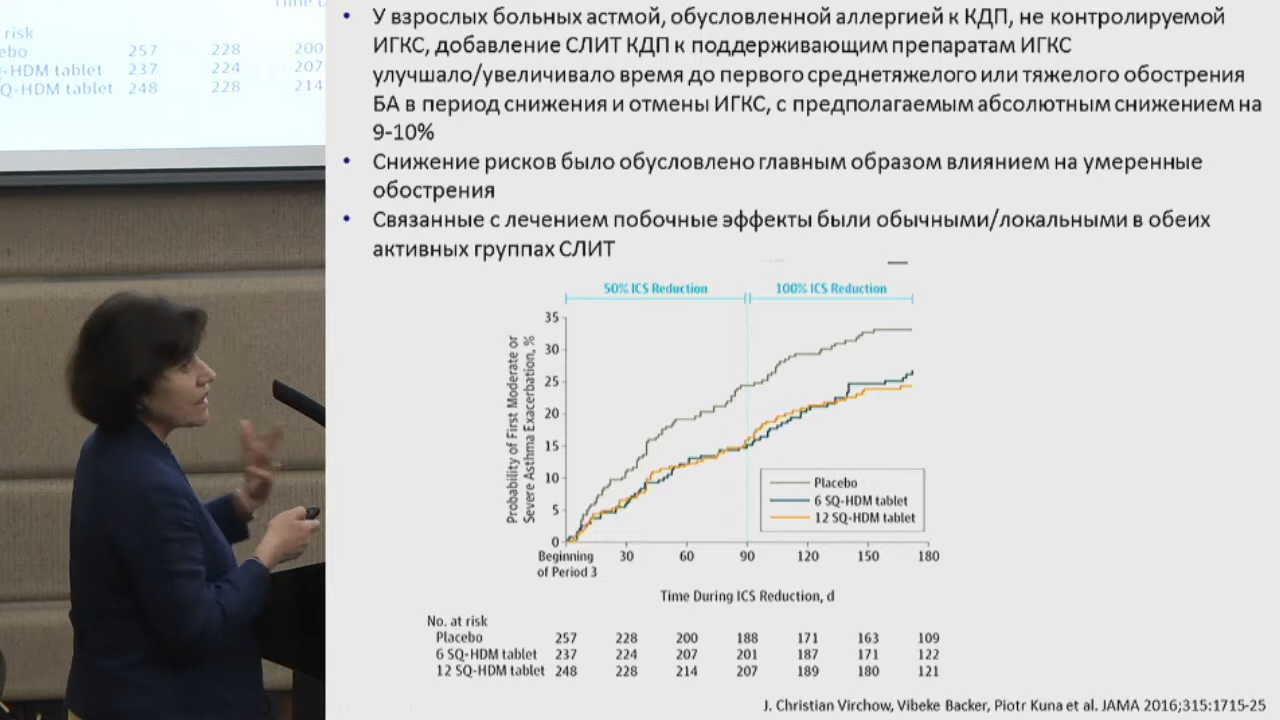 Time D
risk
ebo 257 228 200
-HDM tablet 237 224 207
SQ-HDM tablet 248 228 214
• У взрослых больных астмой, обусловленной аллергией к КДП, не контролируемой
ИГКС, добавление СЛИТ КДП к поддерживающим препаратам ИГКС
улучшало/увеличивало время до первого среднетяжелого или тяжелого обострения
БА в период снижения и отмены ИГКС, с предполагаемым абсолютным снижением на
9-10%
• Снижение рисков было обусловлено главным образом влиянием на умеренные
обострения
• Связанные с лечением побочные эффекты были обычными/локальными в обеих
активных группах СЛИТ
50% ICS Reduction 100% ICS Reduction
Probability of First Moderate or
Severe Asthma Exacerbation, %
35
30
25
20
15
10
5
0
Placebo
6 SQ-HDM tablet
12 SQ-HDM tablet
Beginning 30 60 90 120 150 180
of Period 3
Time During ICS Reduction, d
No. at risk
Placebo 257 228 200 188 171 163 109
6 SQ-HDM tablet 237 224 207 201 187 171 122
12 SQ-HDM tablet 248 228 214 207 189 180 121
J. Christian Virchow, Vibeke Backer, Piotr Kuna et al. JAMA 2016;315:1715-25